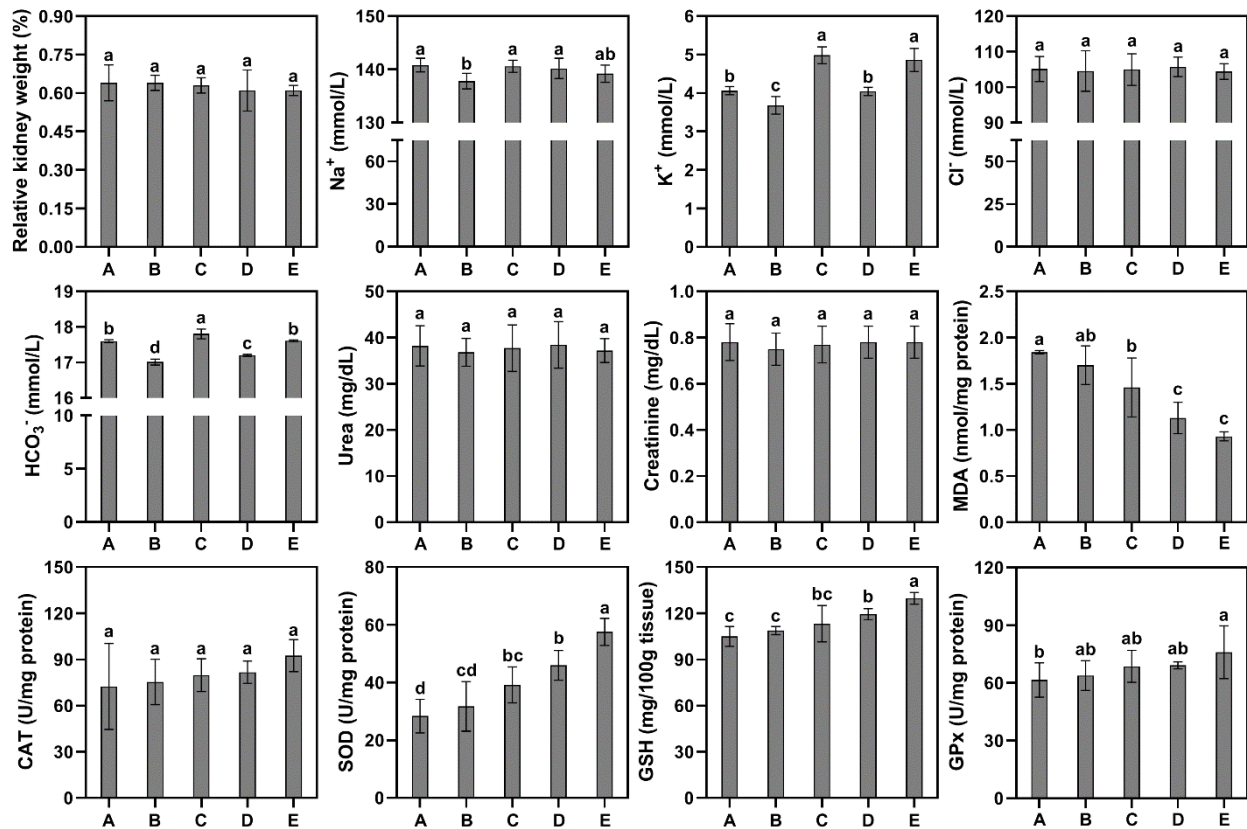 Relative kidney weight (%)
0.90
0.75
0.60
0.45
0.30
0.15
0.00
a a a a a
A B C D E
Na⁺ (mmol/L)
150
140
130
60
30
0
a b a a ab
A B C D E
K⁺ (mmol/L)
6
5
4
3
2
1
0
b c a b a
A B C D E
Cl⁻ (mmol/L)
120
110
100
90
50
25
0
a a a a a
A B C D E
HCO₃⁻ (mmol/L)
19
18
17
16
10
5
0
b d a c b
A B C D E
Urea (mg/dL)
50
40
30
20
10
0
a a a a a
A B C D E
Creatinine (mg/dL)
1.0
0.8
0.6
0.4
0.2
0.0
a a a a a
A B C D E
MDA (nmol/mg protein)
2.5
2.0
1.5
1.0
0.5
0.0
a ab b c c
A B C D E
CAT (U/mg protein)
150
120
90
60
30
0
a a a a a
A B C D E
SOD (U/mg protein)
80
60
40
20
0
d cd bc b a
A B C D E
GSH (mg/100g tissue)
150
120
90
60
30
0
c c bc b a
A B C D E
GPx (U/mg protein)
120
90
60
30
0
b ab ab ab a
A B C D E